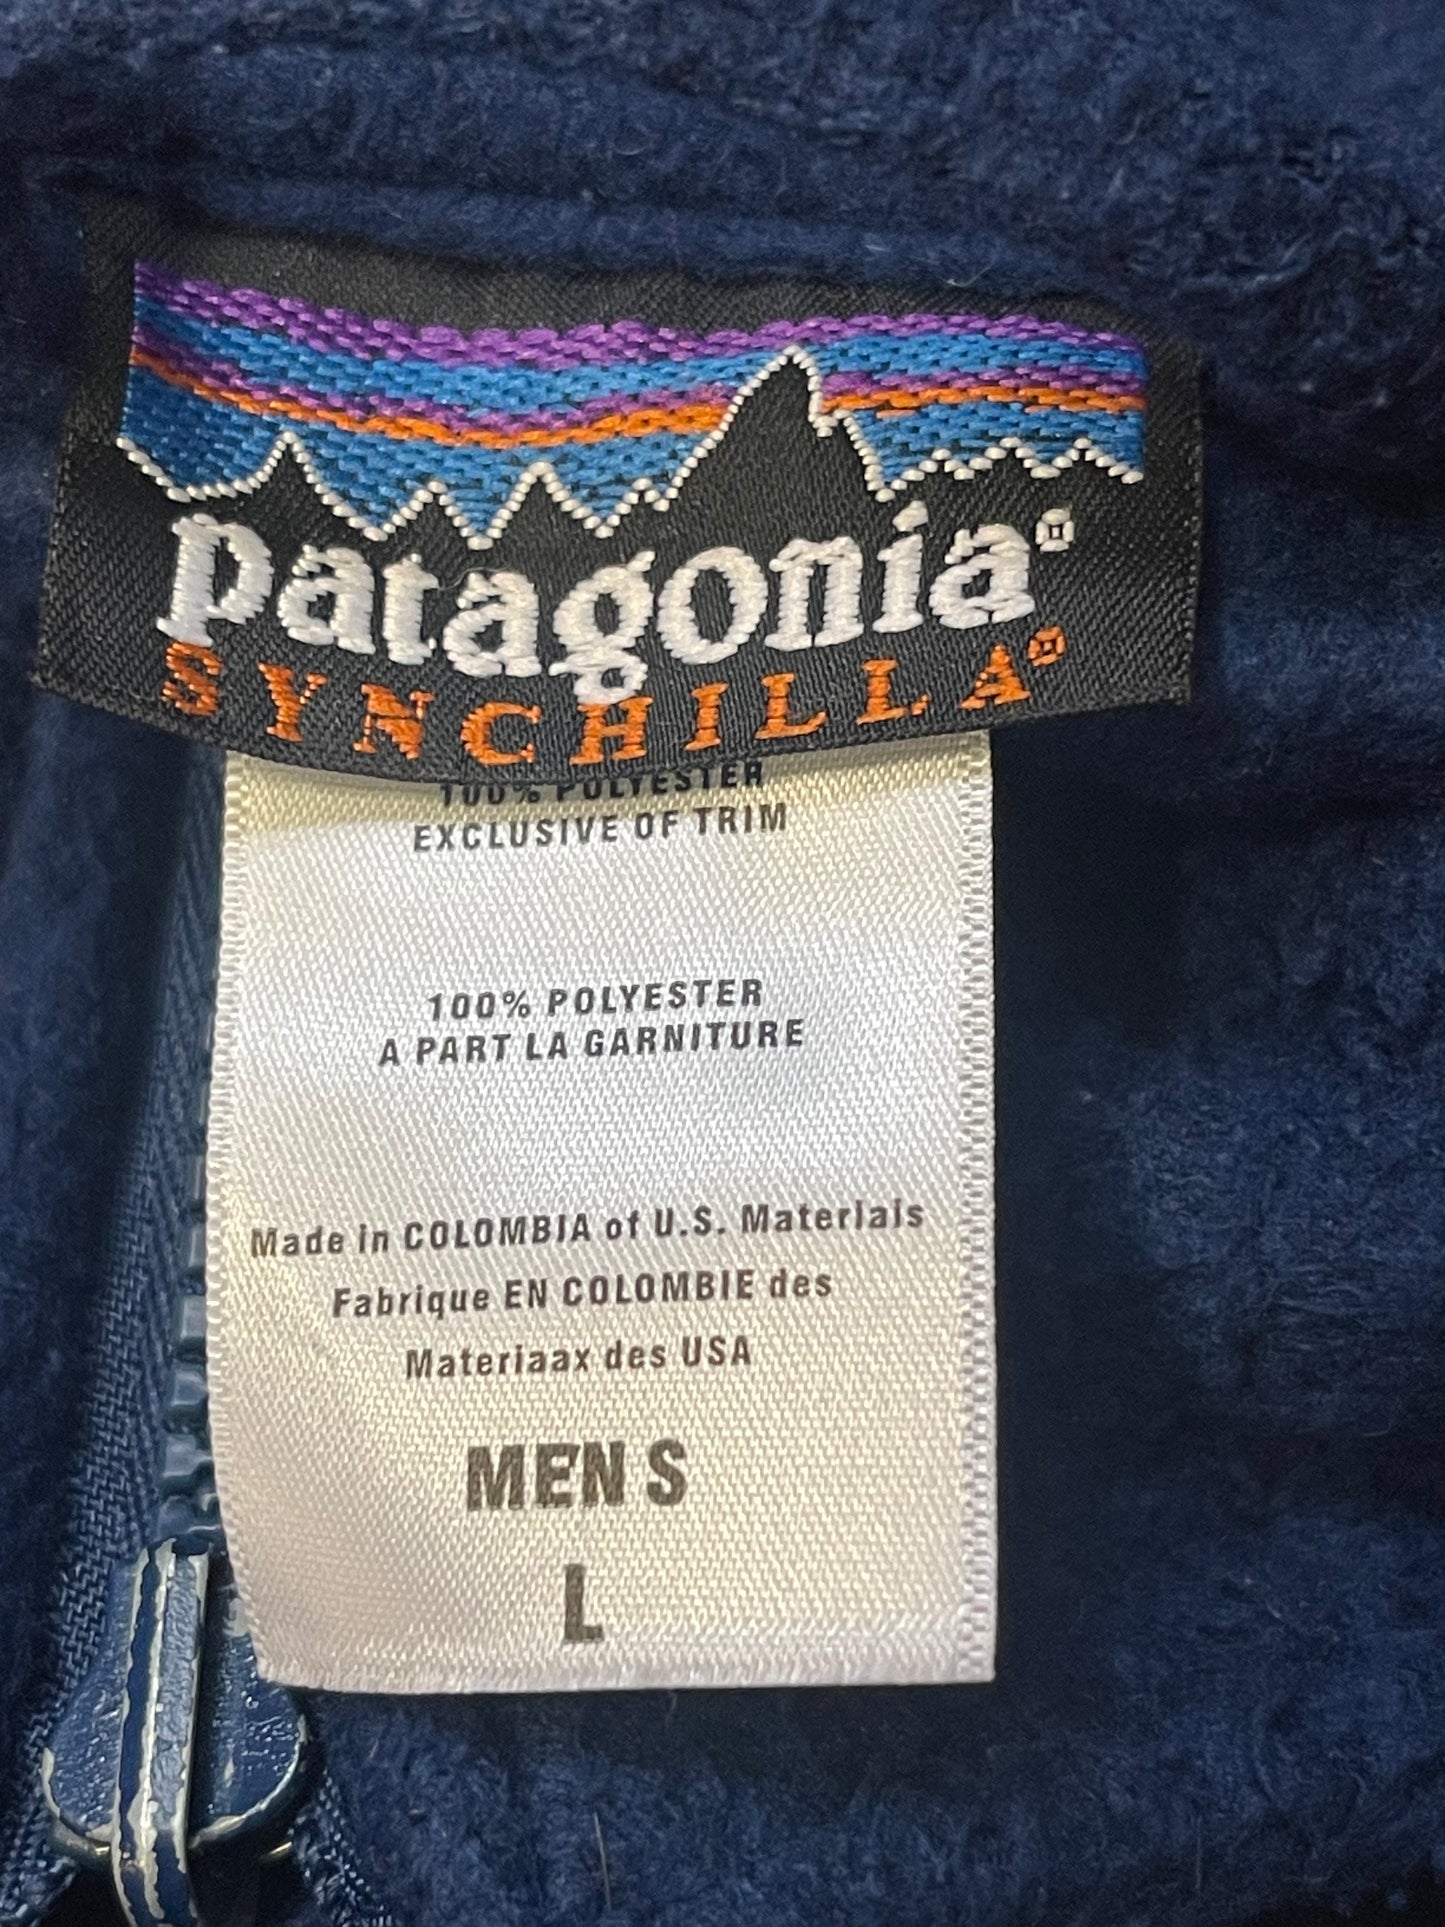 patagonia®
SYNCHILLA®
100% POLYESTER
EXCLUSIVE OF TRIM
100% POLYESTER
A PART LA GARNITURE
Made in COLOMBIA of U.S. Materials
Fabrique EN COLOMBIE des
Materiaax des USA
MENS
L